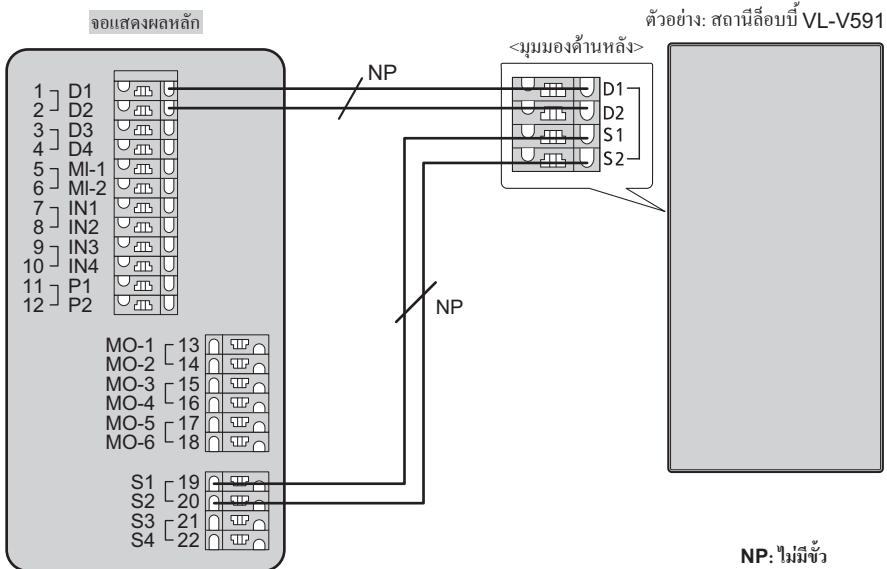 จอแสดงผลหลัก
ตัวอย่าง: สถานีล็อบบี้ VL-V591
<มุมมองด้านหลัง>
NP
1 D1
2 D2
3 D3
4 D4
5 MI-1
6 MI-2
7 IN1
8 IN2
9 IN3
10 IN4
11 P1
12 P2
D1
D2
S1
S2
NP
MO-1 13
MO-2 14
MO-3 15
MO-4 16
MO-5 17
MO-6 18
S1 19
S2 20
S3 21
S4 22
NP: ไม่มีขั้ว